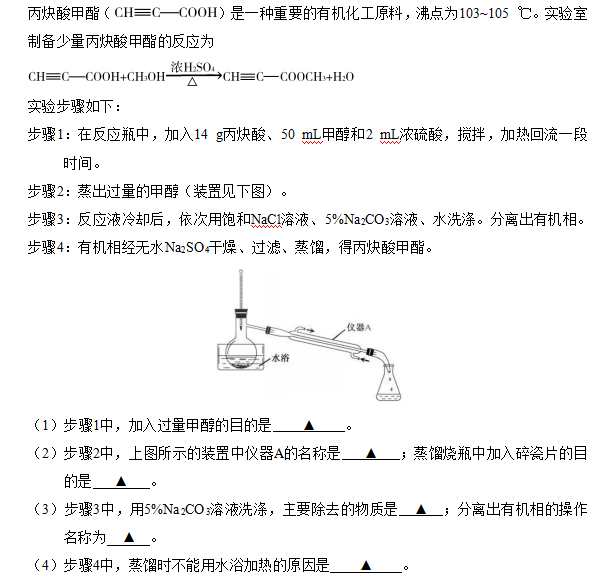 丙炔酸甲酯（CH≡C—COOH）是一种重要的有机化工原料，沸点为103~105 ℃。实验室
制备少量丙炔酸甲酯的反应为
CH≡C—COOH+CH₃OH 浓H₂SO₄ △ → CH≡C—COOCH₃+H₂O
实验步骤如下：
步骤1：在反应瓶中，加入14 g丙炔酸、50 mL甲醇和2 mL浓硫酸，搅拌，加热回流一段
时间。
步骤2：蒸出过量的甲醇（装置见下图）。
步骤3：反应液冷却后，依次用饱和NaCl溶液、5%Na₂CO₃溶液、水洗涤。分离出有机相。
步骤4：有机相经无水Na₂SO₄干燥、过滤、蒸馏，得丙炔酸甲酯。
仪器A
水浴
（1）步骤1中，加入过量甲醇的目的是 ▲ 。
（2）步骤2中，上图所示的装置中仪器A的名称是 ▲ ；蒸馏烧瓶中加入碎瓷片的目
的是 ▲ 。
（3）步骤3中，用5%Na₂CO₃溶液洗涤，主要除去的物质是 ▲ ；分离出有机相的操作
名称为 ▲ 。
（4）步骤4中，蒸馏时不能用水浴加热的原因是 ▲ 。